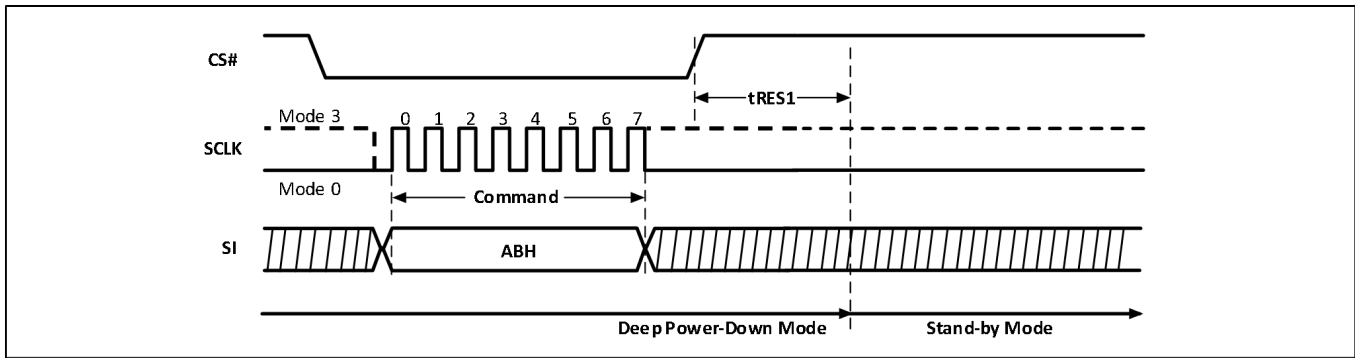 CS#
tRES1
Mode 3
0 1 2 3 4 5 6 7
SCLK
Mode 0
Command
SI
ABH
Deep Power-Down Mode
Stand-by Mode